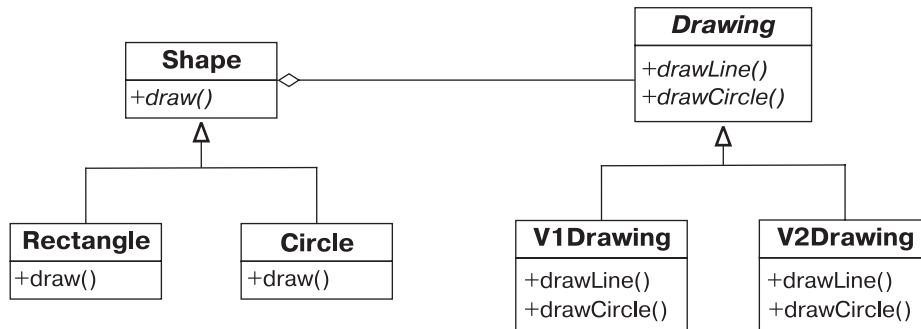 Shape
+draw()
Drawing
+drawLine()
+drawCircle()
Rectangle
+draw()
Circle
+draw()
V1Drawing
+drawLine()
+drawCircle()
V2Drawing
+drawLine()
+drawCircle()